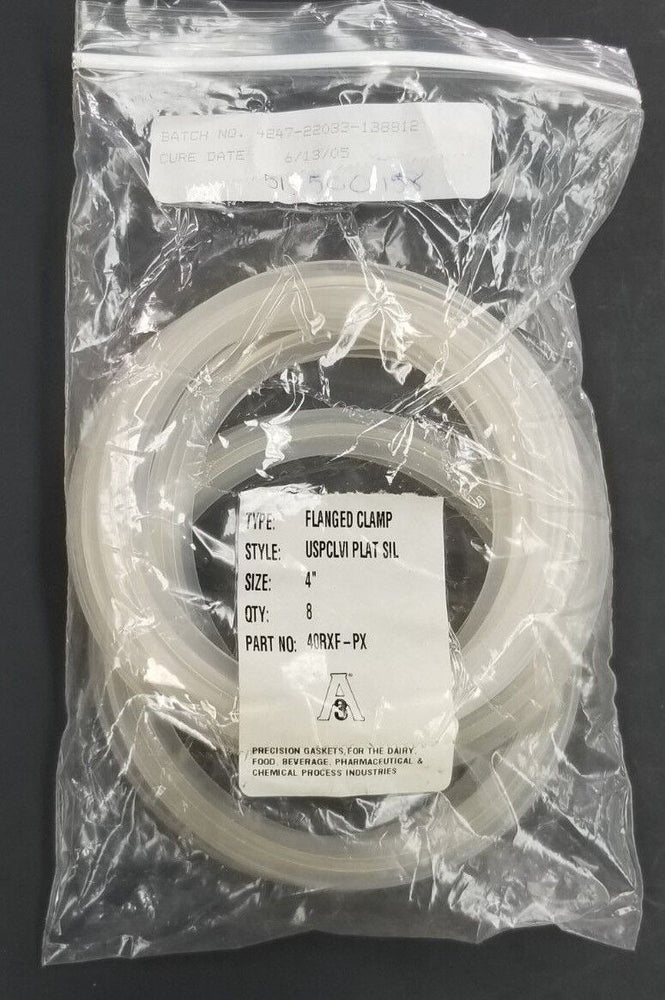 BATCH NO. 4247-22033-138812
CURE DATE 6/13/05
TYPE: FLANGED CLAMP
STYLE: USPCLVI PLAT SIL
SIZE: 4"
QTY: 8
PART NO: 40RXF-PX
A
3
PRECISION GASKETS, FOR THE DAIRY,
FOOD, BEVERAGE, PHARMACEUTICAL &
CHEMICAL PROCESS INDUSTRIES